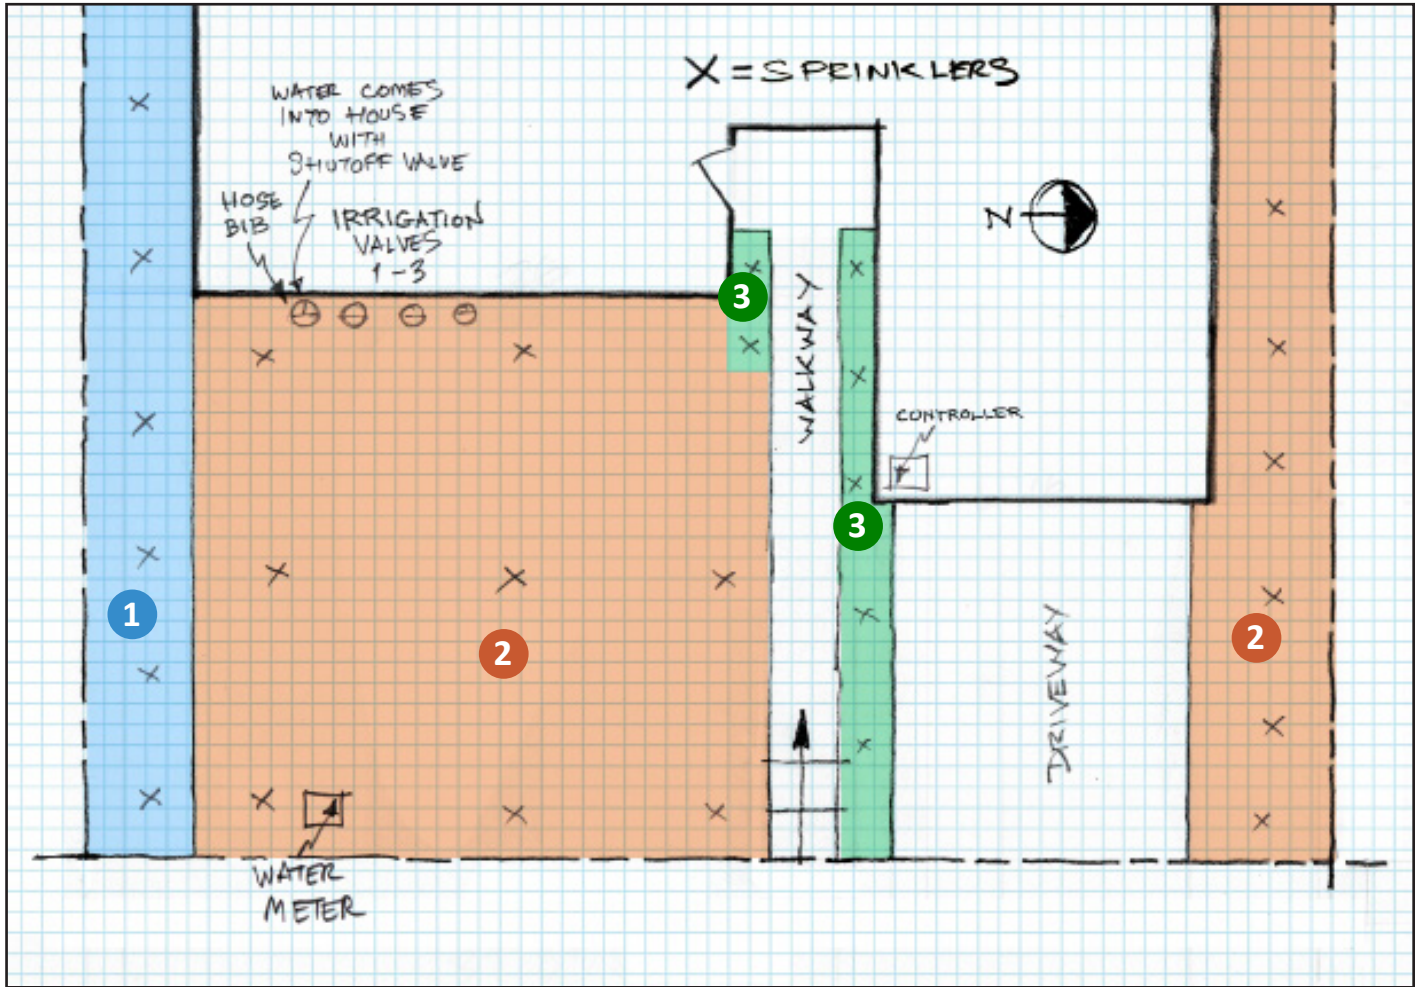 X = SPRINKLERS
WATER COMES
INTO HOUSE
WITH
SHUTOFF VALVE
HOSE
BIB
IRRIGATION
VALVES
1-3
N
3
WALKWAY
CONTROLLER
3
1
2
2
DRIVEWAY
WATER
METER